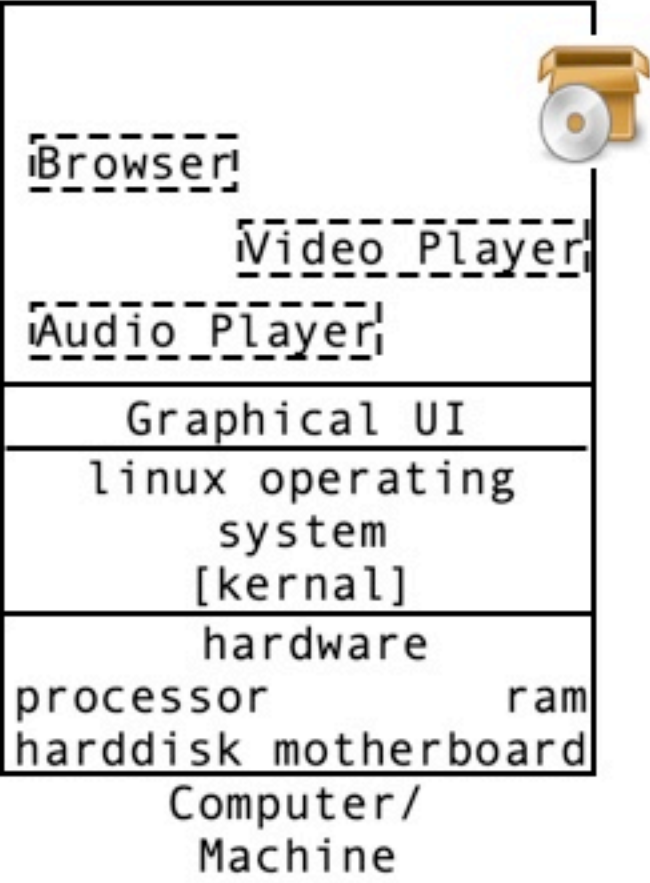 Browser
Video Player
Audio Player
Graphical UI
linux operating
system
[kernal]
hardware
processor ram
harddisk motherboard
Computer/
Machine